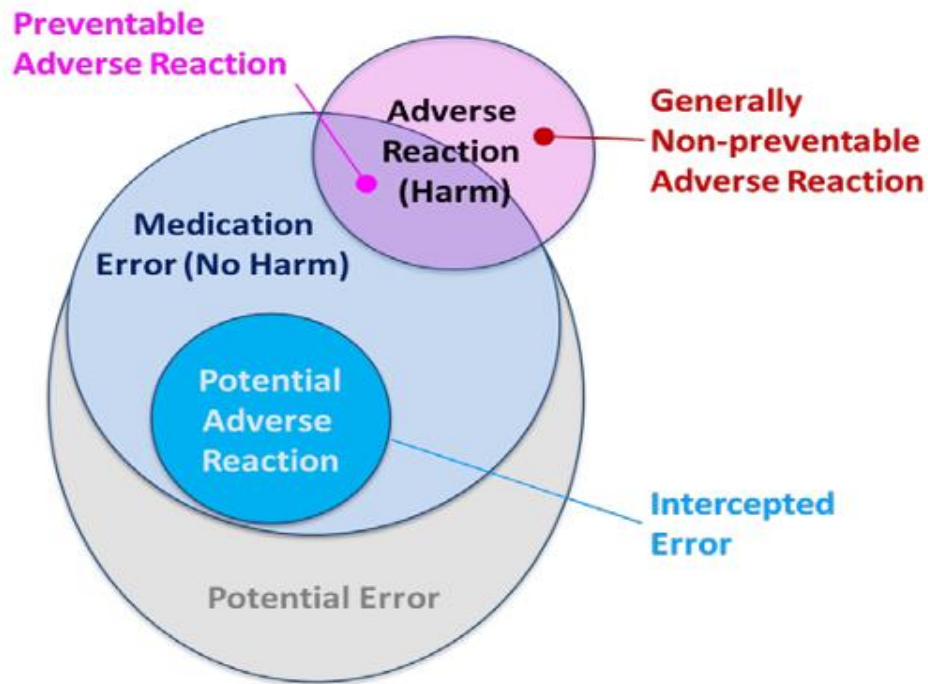 Preventable
Adverse Reaction
Adverse
Reaction
(Harm)
Generally
Non-preventable
Adverse Reaction
Medication
Error (No Harm)
Potential
Adverse
Reaction
Intercepted
Error
Potential Error